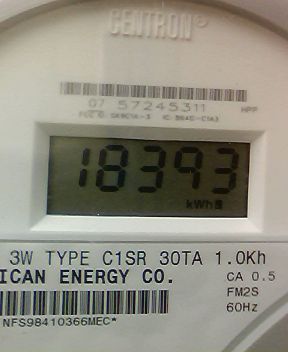 CENTRON®
07 57245311 HPP
18393
kWh
3W TYPE C1SR 30TA 1.0Kh
ICAN ENERGY CO. CA 0.5
FM2S
60Hz
NFS98410366MEC*